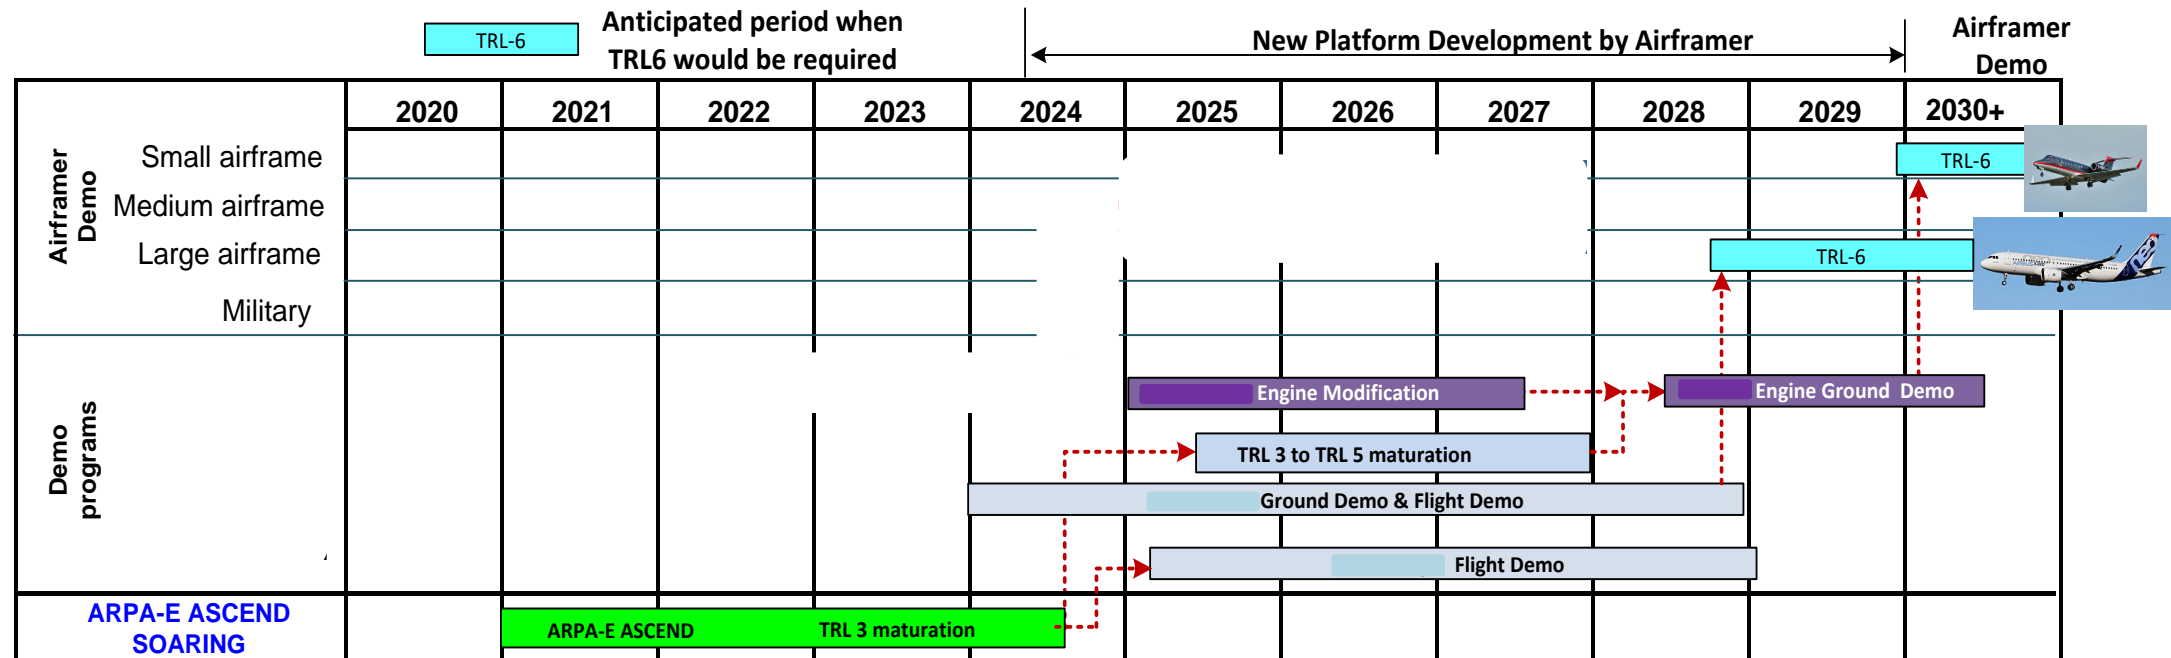 TRL-6
Anticipated period when
TRL6 would be required
New Platform Development by Airframer
Airframer
Demo
2020 2021 2022 2023 2024 2025 2026 2027 2028 2029 2030+
Airframer
Demo
Small airframe
TRL-6
Medium airframe
Large airframe
TRL-6
Military
Demo
programs
Engine Modification
Engine Ground Demo
TRL 3 to TRL 5 maturation
Ground Demo & Flight Demo
Flight Demo
ARPA-E ASCEND
SOARING
ARPA-E ASCEND TRL 3 maturation